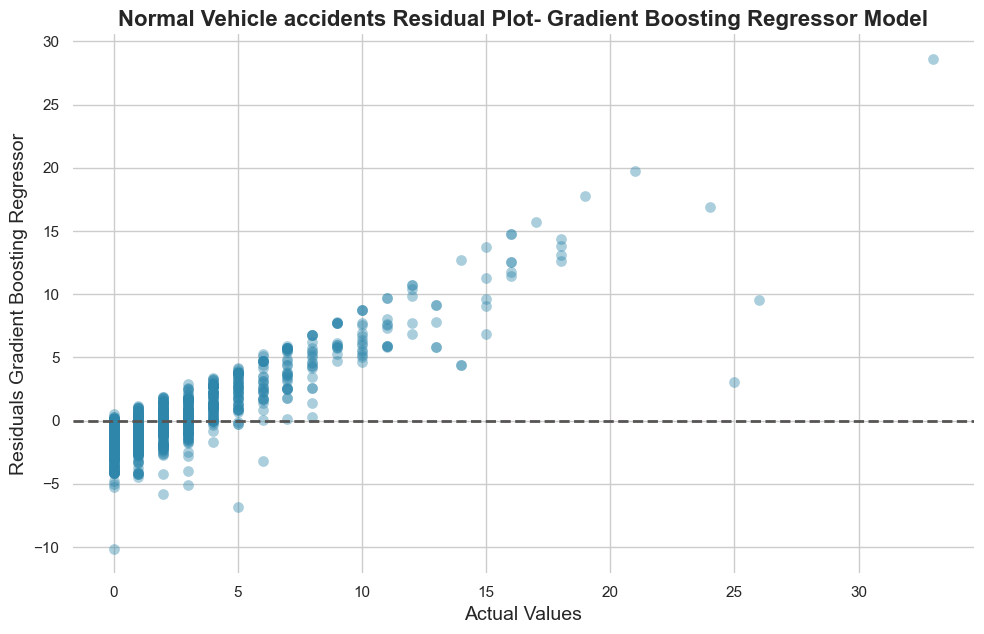 Normal Vehicle accidents Residual Plot- Gradient Boosting Regressor Model
Residuals Gradient Boosting Regressor
30
25
20
15
10
5
0
−5
−10
0 5 10 15 20 25 30
Actual Values